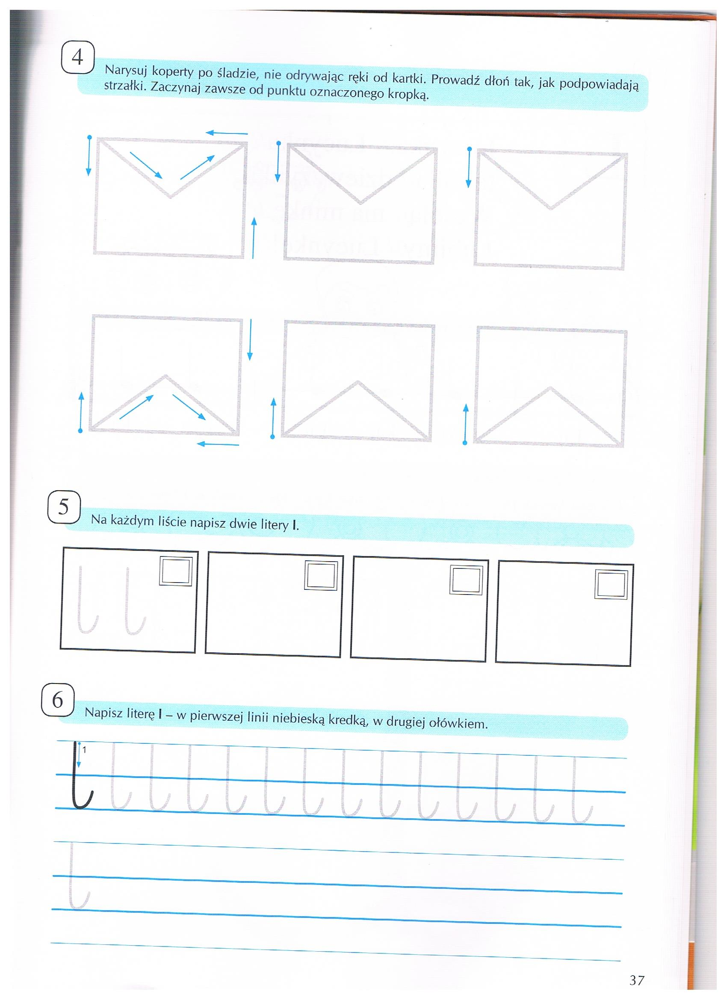 4
Narysuj koperty po śladzie, nie odrywając ręki od kartki. Prowadź dłoń tak, jak podpowiadają
strzałki. Zaczynaj zawsze od punktu oznaczonego kropką.
5
Na każdym liście napisz dwie litery l.
l l
6
Napisz literę l – w pierwszej linii niebieską kredką, w drugiej ołówkiem.
1
l l l l l l l l l l l l l l
l
37